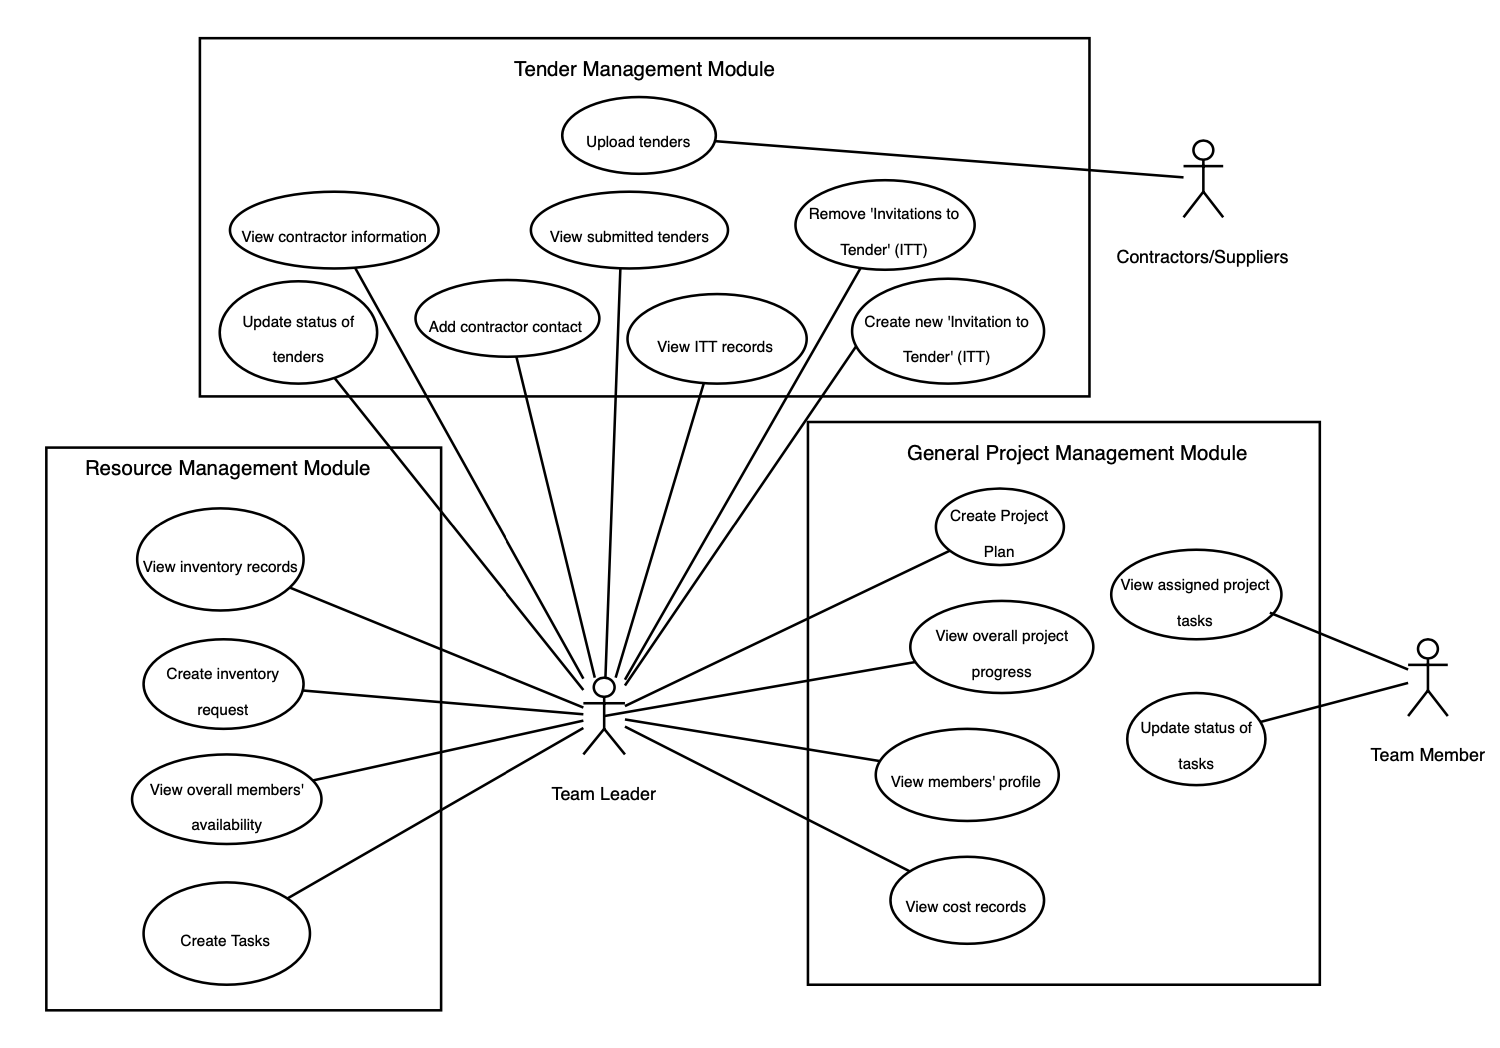 Tender Management Module
Upload tenders
View contractor information
View submitted tenders
Remove 'Invitations to
Tender' (ITT)
Contractors/Suppliers
Update status of
tenders
Add contractor contact
View ITT records
Create new 'Invitation to
Tender' (ITT)
Resource Management Module
View inventory records
Create inventory
request
View overall members'
availability
Create Tasks
Team Leader
General Project Management Module
Create Project
Plan
View overall project
progress
View members' profile
View cost records
View assigned project
tasks
Update status of
tasks
Team Member